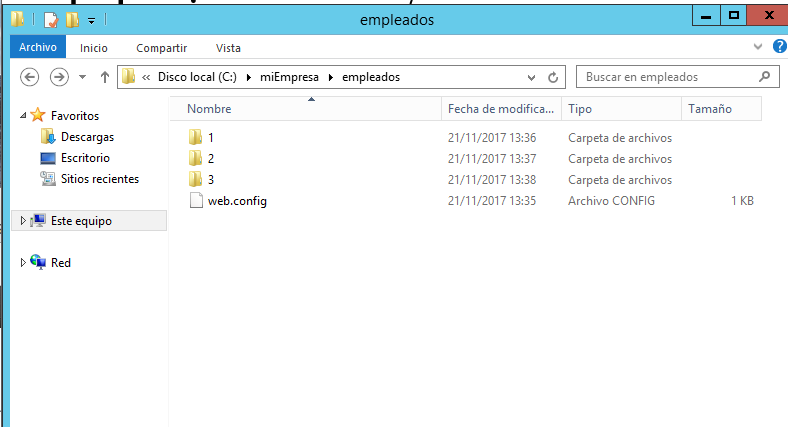 empleados
Archivo Inicio Compartir Vista
« Disco local (C:) miEmpresa empleados Buscar en empleados
Nombre Fecha de modifica... Tipo Tamaño
Favoritos
Descargas
Escritorio
Sitios recientes
Este equipo
Red
1 21/11/2017 13:36 Carpeta de archivos
2 21/11/2017 13:37 Carpeta de archivos
3 21/11/2017 13:38 Carpeta de archivos
web.config 21/11/2017 13:35 Archivo CONFIG 1 KB